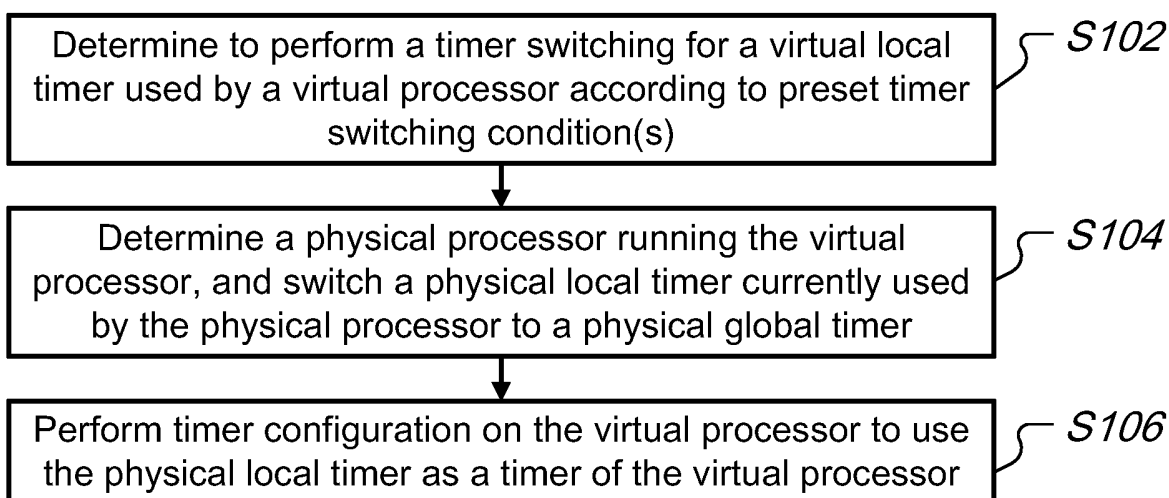 Determine to perform a timer switching for a virtual local
timer used by a virtual processor according to preset timer
switching condition(s)
S102
Determine a physical processor running the virtual
processor, and switch a physical local timer currently used
by the physical processor to a physical global timer
S104
Perform timer configuration on the virtual processor to use
the physical local timer as a timer of the virtual processor
S106